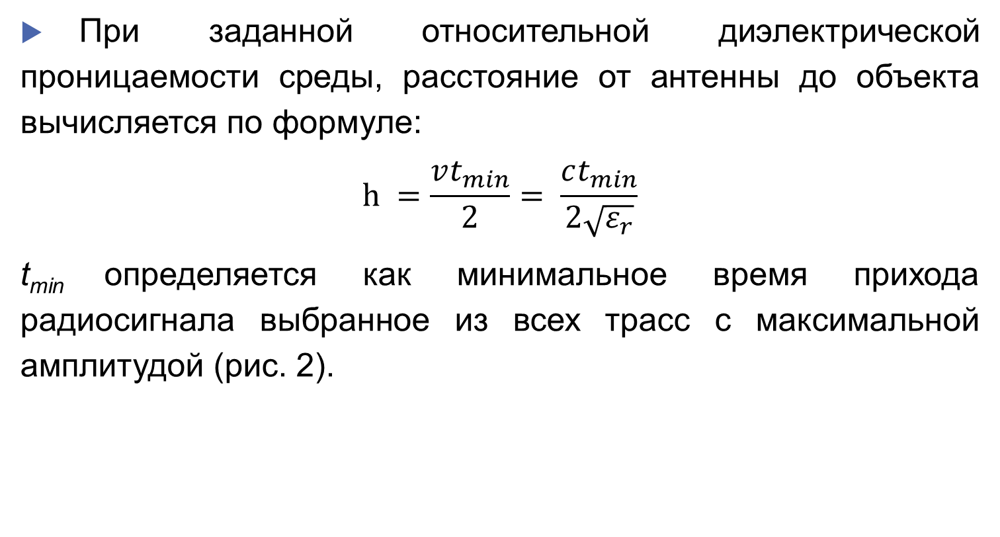 При заданной относительной диэлектрической
проницаемости среды, расстояние от антенны до объекта
вычисляется по формуле:
h = \frac{vt_{min}}{2} = \frac{ct_{min}}{2\sqrt{ε_r}}
t_{min} определяется как минимальное время прихода
радиосигнала выбранное из всех трасс с максимальной
амплитудой (рис. 2).